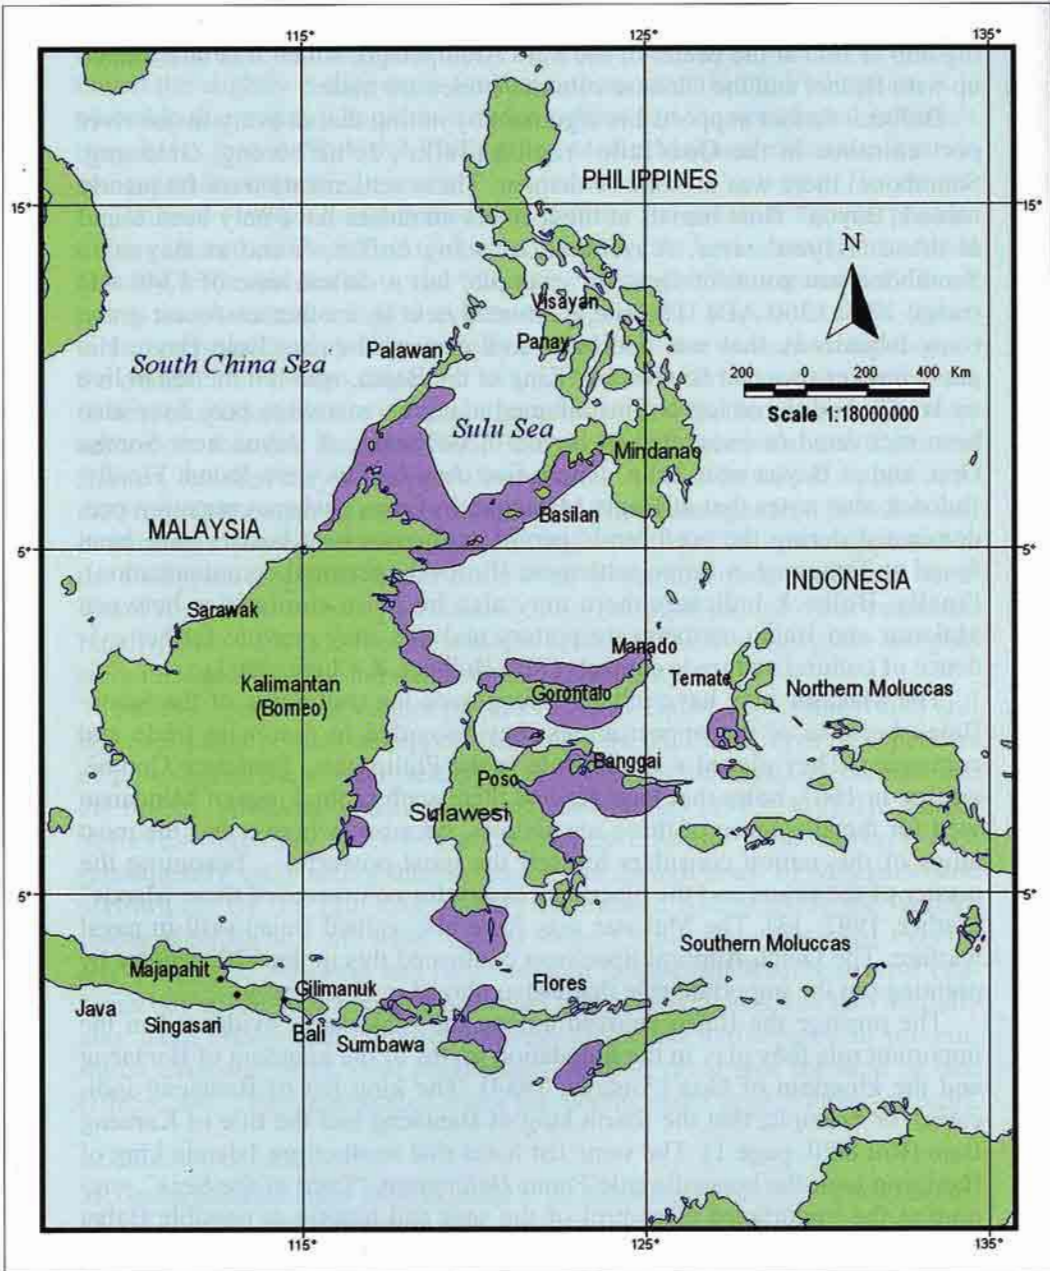 115°
125°
135°
PHILIPPINES
15°
15°
N
Visayan
Palawan
Panay
South China Sea
200 0 200 400 Km
Scale 1:18000000
Sulu Sea
Mindanao
Basilan
MALAYSIA
5°
5°
INDONESIA
Sarawak
Manado
Ternate
Kalimantan
(Borneo)
Gorontalo
Northern Moluccas
Banggai
Poso
Sulawesi
5°
5°
Southern Moluccas
Majapahit
Flores
Gilimanuk
Java
Singasari
Bali
Sumbawa
115°
125°
135°